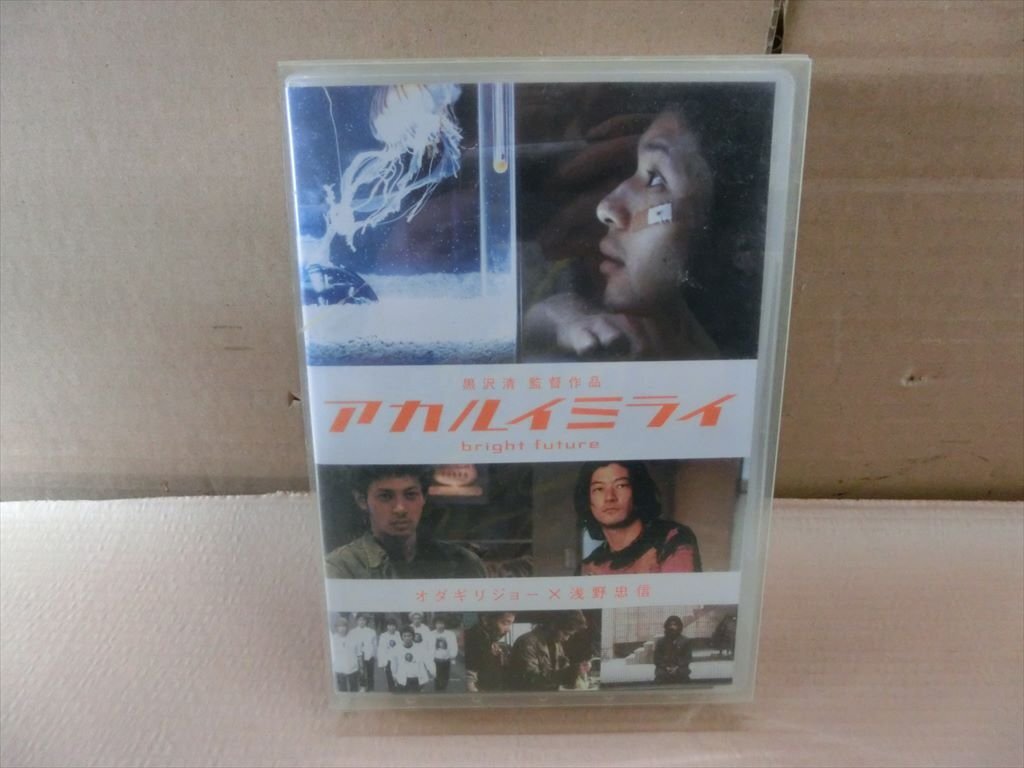 黒沢清 監督作品
アカルイミライ
bright future
オダギリジョー×浅野忠信